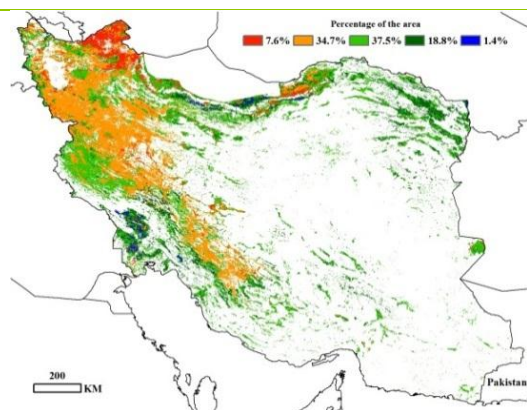 Percentage of the area
7.6% 34.7% 37.5% 18.8% 1.4%
200
KM
Pakistan